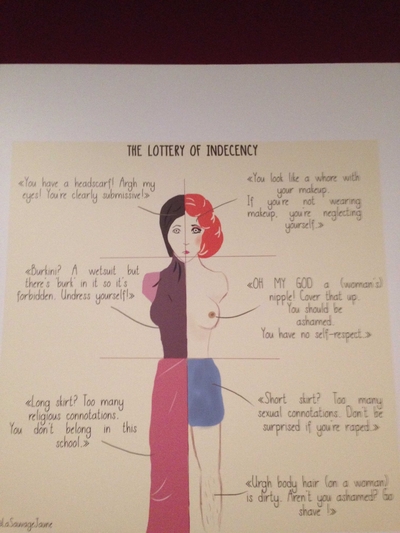 THE LOTTERY OF INDECENCY
«You have a headscarf! Argh my
eyes! You're clearly submissive!»
«You look like a whore with
your makeup.
If you're not wearing
makeup, you're neglecting
yourself.»
«Burkini? A wetsuit but
there's "burk" in it so it's
forbidden. Undress yourself!»
«OH MY GOD a (woman's)
nipple! Cover that up.
You should be
ashamed.
You have no self-respect.»
«Long skirt? Too many
religious connotations.
You don't belong in this
school.»
«Short skirt? Too many
sexual connotations. Don't be
surprised if you're raped.»
«Urgh body hair (on a woman)
is dirty. Aren't you ashamed? Go
shave !»
LaSauvageJaune